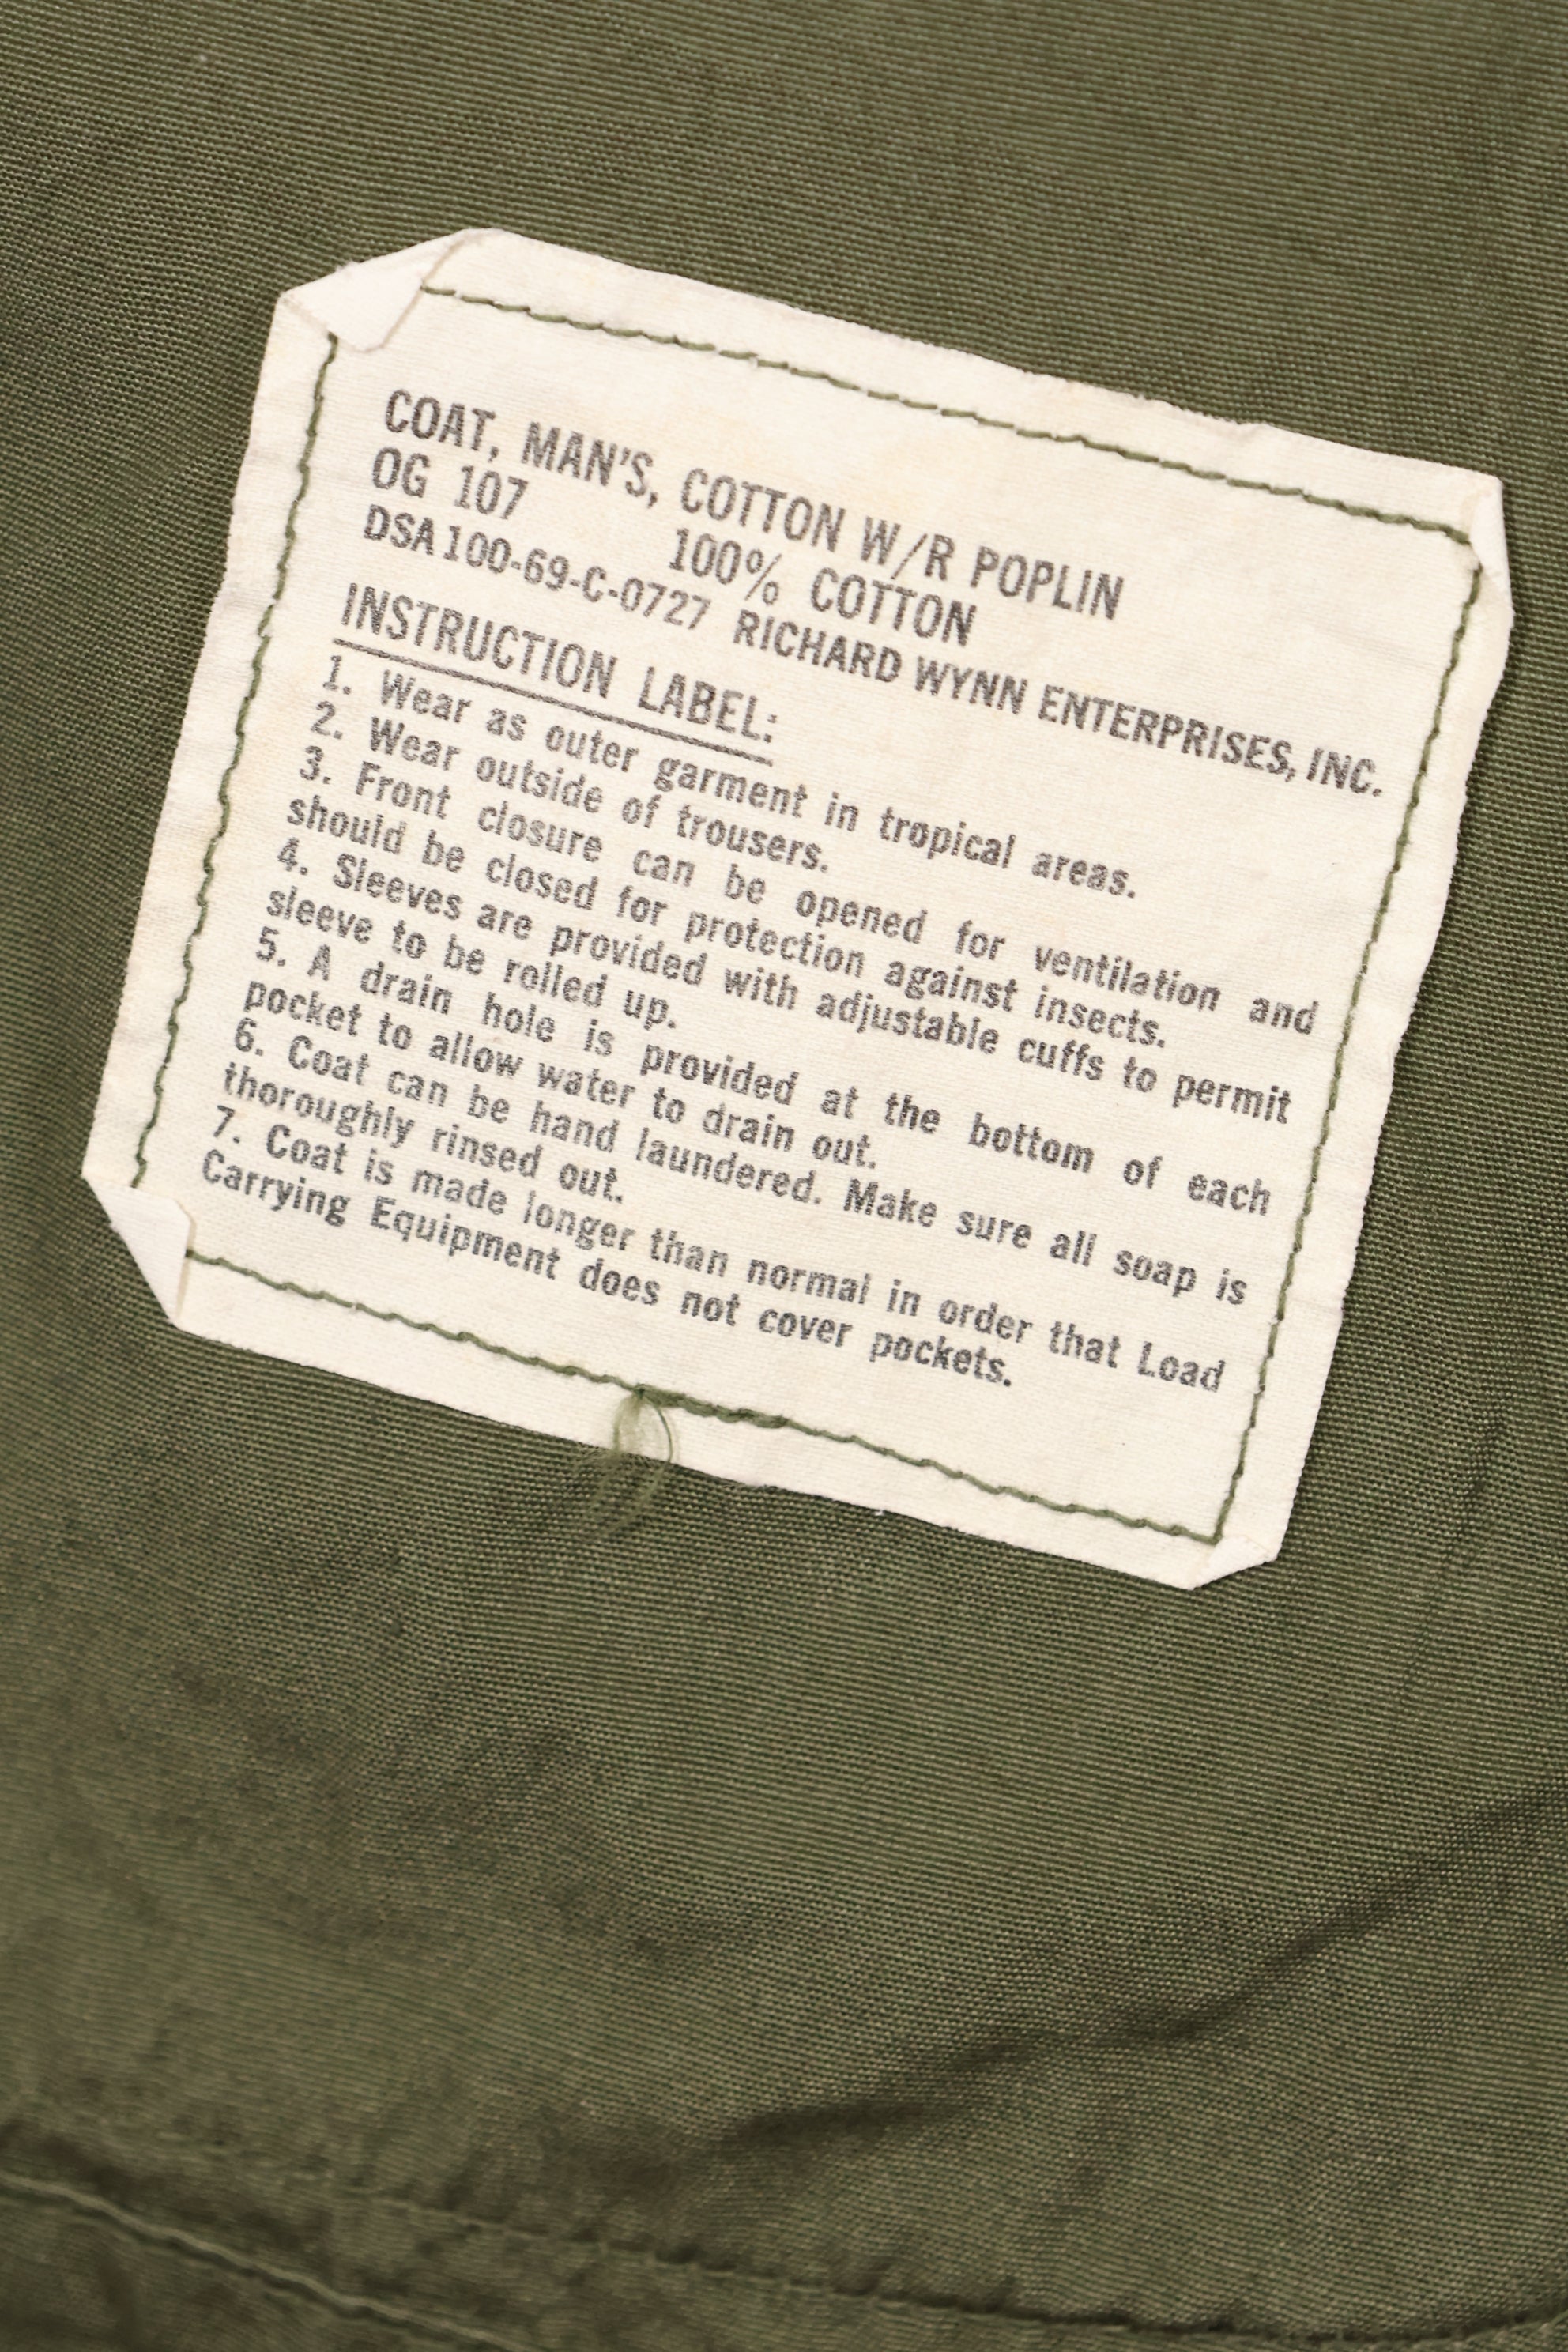 COAT, MAN'S, COTTON W/R POPLIN
OG 107 100% COTTON
DSA100-69-C-0727 RICHARD WYNN ENTERPRISES, INC.
INSTRUCTION LABEL:
1. Wear as outer garment in tropical areas.
2. Wear outside of trousers.
3. Front closure can be opened for ventilation and
should be closed for protection against insects.
4. Sleeves are provided with adjustable cuffs to permit
sleeve to be rolled up.
5. A drain hole is provided at the bottom of each
pocket to allow water to drain out.
6. Coat can be hand laundered. Make sure all soap is
thoroughly rinsed out.
7. Coat is made longer than normal in order that Load
Carrying Equipment does not cover pockets.